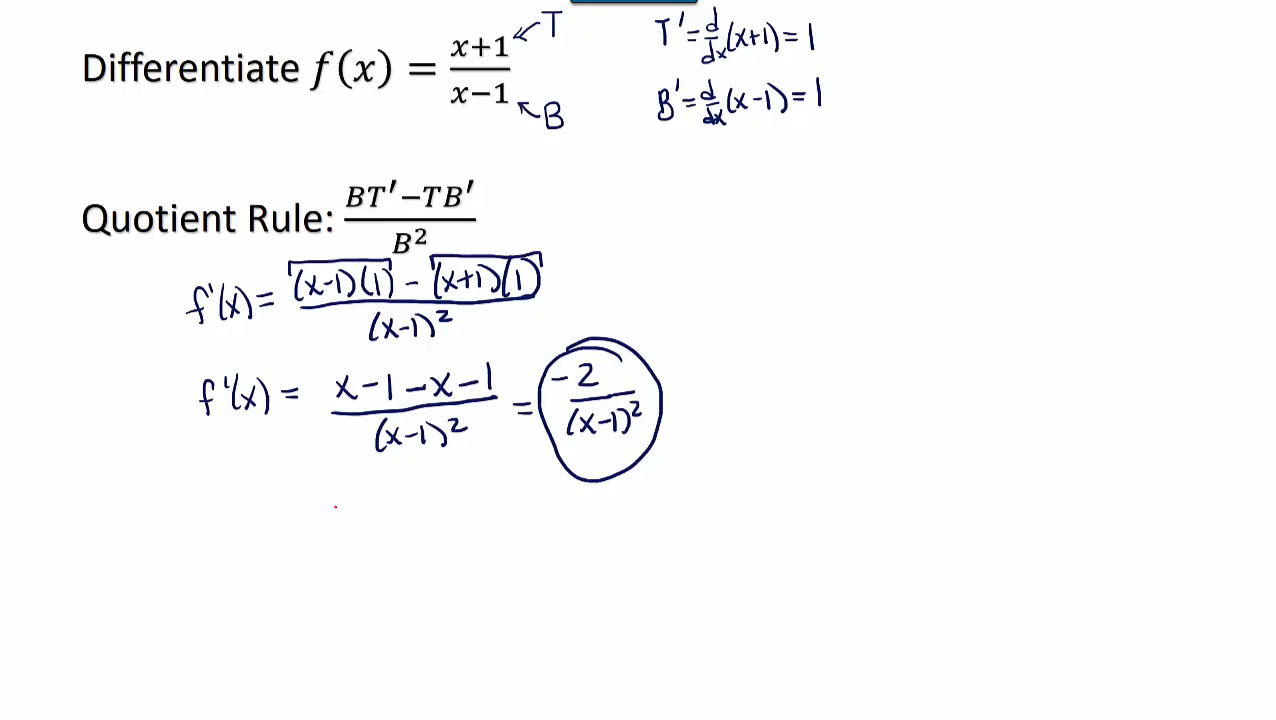 Differentiate f(x) = x+1/x−1
T
B
T' = d/dx (x+1) = 1
B' = d/dx (x-1) = 1
Quotient Rule: BT′−TB′/B²
f'(x) = (x-1)(1) - (x+1)(1)/(x-1)²
f'(x) = x-1-x-1/(x-1)² = -2/(x-1)²